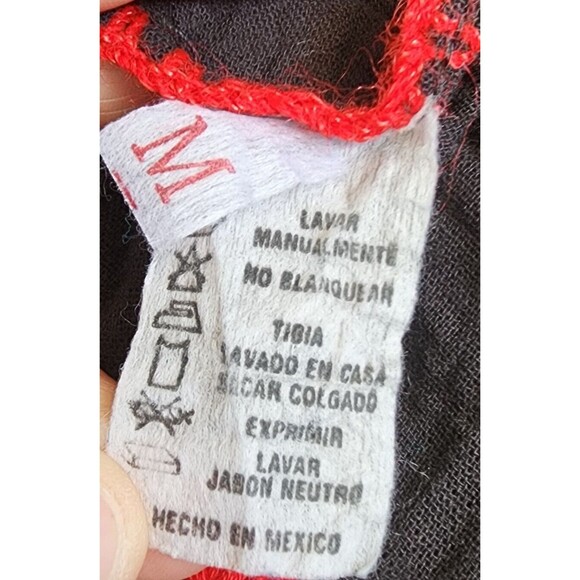 M
LAVAR
MANUALMENTE
NO BLANQUEAR
TIBIA
LAVADO EN CASA
SECAR COLGADO
EXPRIMIR
LAVAR
JABON NEUTRO
HECHO EN MEXICO